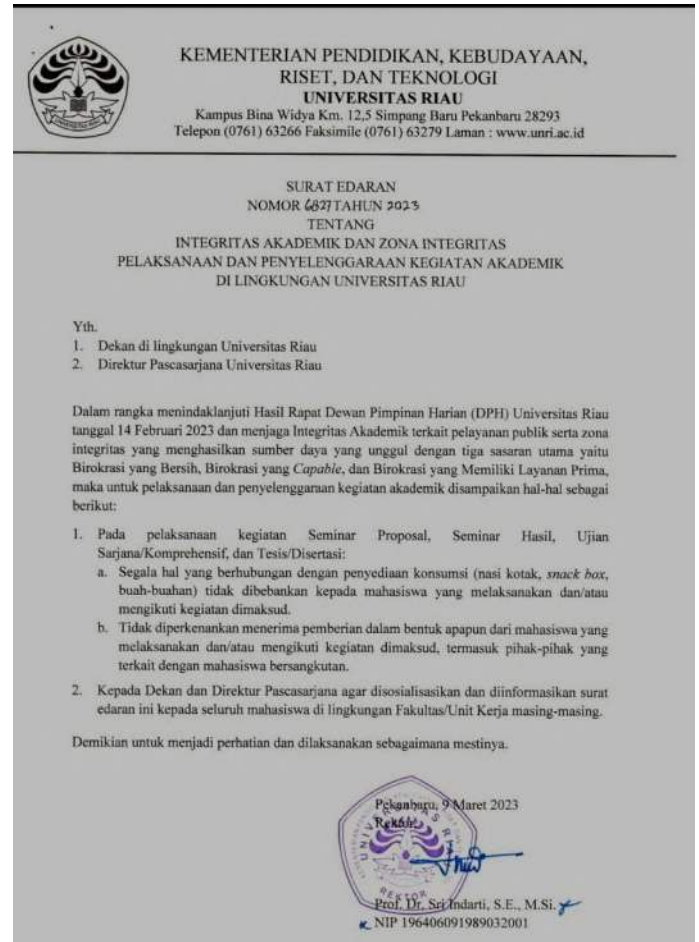 KEMENTERIAN PENDIDIKAN, KEBUDAYAAN,
RISET, DAN TEKNOLOGI
UNIVERSITAS RIAU
Kampus Bina Widya Km. 12,5 Simpang Baru Pekanbaru 28293
Telepon (0761) 63266 Faksimile (0761) 63279 Laman : www.unri.ac.id
SURAT EDARAN
NOMOR 6827 TAHUN 2023
TENTANG
INTEGRITAS AKADEMIK DAN ZONA INTEGRITAS
PELAKSANAAN DAN PENYELENGGARAAN KEGIATAN AKADEMIK
DI LINGKUNGAN UNIVERSITAS RIAU
Yth.
1. Dekan di lingkungan Universitas Riau
2. Direktur Pascasarjana Universitas Riau
Dalam rangka menindaklanjuti Hasil Rapat Dewan Pimpinan Harian (DPH) Universitas Riau
tanggal 14 Februari 2023 dan menjaga Integritas Akademik terkait pelayanan publik serta zona
integritas yang menghasilkan sumber daya yang unggul dengan tiga sasaran utama yaitu
Birokrasi yang Bersih, Birokrasi yang Capable, dan Birokrasi yang Memiliki Layanan Prima,
maka untuk pelaksanaan dan penyelenggaraan kegiatan akademik disampaikan hal-hal sebagai
berikut:
1. Pada pelaksanaan kegiatan Seminar Proposal, Seminar Hasil, Ujian
Sarjana/Komprehensif, dan Tesis/Disertasi:
a. Segala hal yang berhubungan dengan penyediaan konsumsi (nasi kotak, snack box,
buah-buahan) tidak dibebankan kepada mahasiswa yang melaksanakan dan/atau
mengikuti kegiatan dimaksud.
b. Tidak diperkenankan menerima pemberian dalam bentuk apapun dari mahasiswa yang
melaksanakan dan/atau mengikuti kegiatan dimaksud, termasuk pihak-pihak yang
terkait dengan mahasiswa bersangkutan.
2. Kepada Dekan dan Direktur Pascasarjana agar disosialisasikan dan diinformasikan surat
edaran ini kepada seluruh mahasiswa di lingkungan Fakultas/Unit Kerja masing-masing.
Demikian untuk menjadi perhatian dan dilaksanakan sebagaimana mestinya.
Pekanbaru, 9 Maret 2023
Rektor,
UNIVERSITAS RIAU
REKTOR
Prof. Dr. Sri Indarti, S.E., M.Si.
NIP 196406091989032001